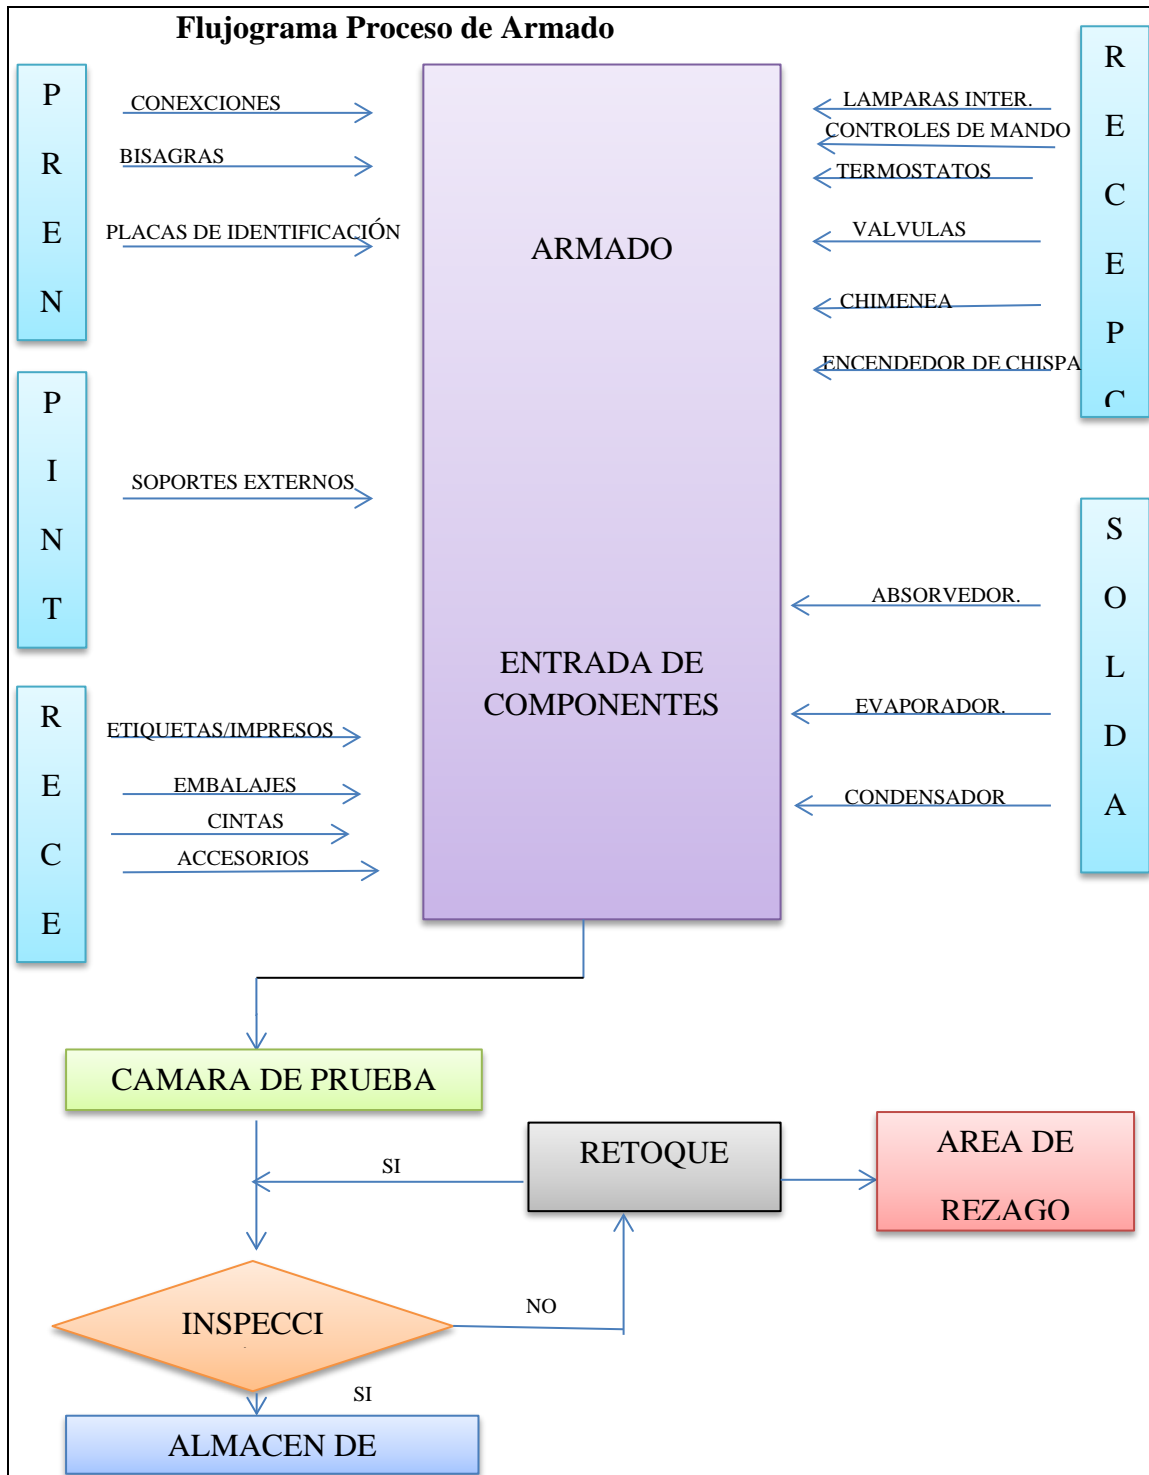 Flujograma Proceso de Armado
P
R
E
N
CONEXCIONES
BISAGRAS
PLACAS DE IDENTIFICACIÓN
P
I
N
T
SOPORTES EXTERNOS
R
E
C
E
ETIQUETAS/IMPRESOS
EMBALAJES
CINTAS
ACCESORIOS
ARMADO
ENTRADA DE
COMPONENTES
R
E
C
E
P
C
LAMPARAS INTER.
CONTROLES DE MANDO
TERMOSTATOS
VALVULAS
CHIMENEA
ENCENDEDOR DE CHISPA
S
O
L
D
A
ABSORVEDOR.
EVAPORADOR.
CONDENSADOR
CAMARA DE PRUEBA
SI
RETOQUE
AREA DE
REZAGO
INSPECCI
NO
SI
ALMACEN DE